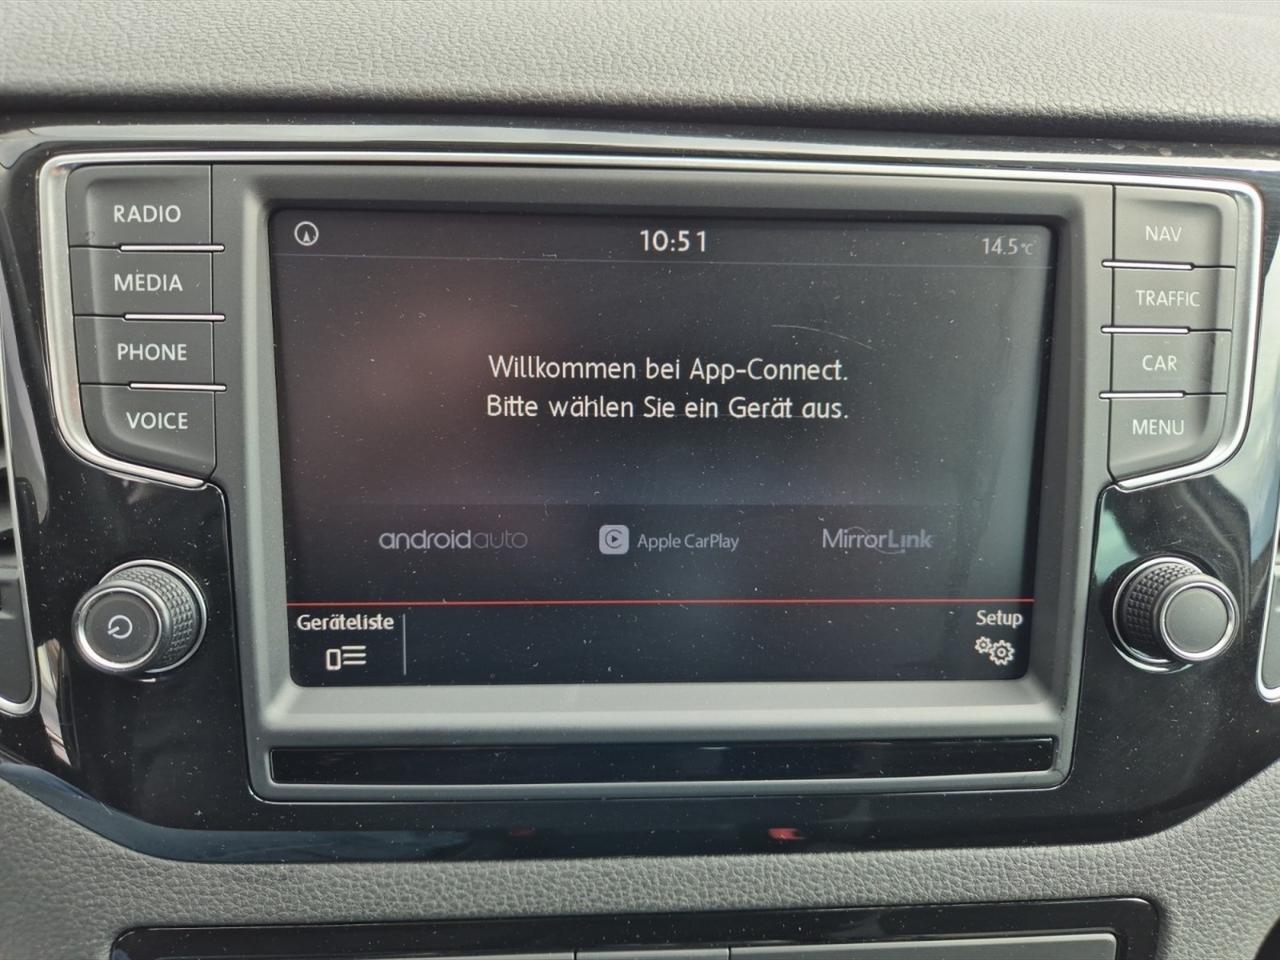 RADIO
MEDIA
PHONE
VOICE
10:51
14.5°C
Willkommen bei App-Connect.
Bitte wählen Sie ein Gerät aus.
androidauto
Apple CarPlay
MirrorLink
Geräteliste
Setup
NAV
TRAFFIC
CAR
MENU